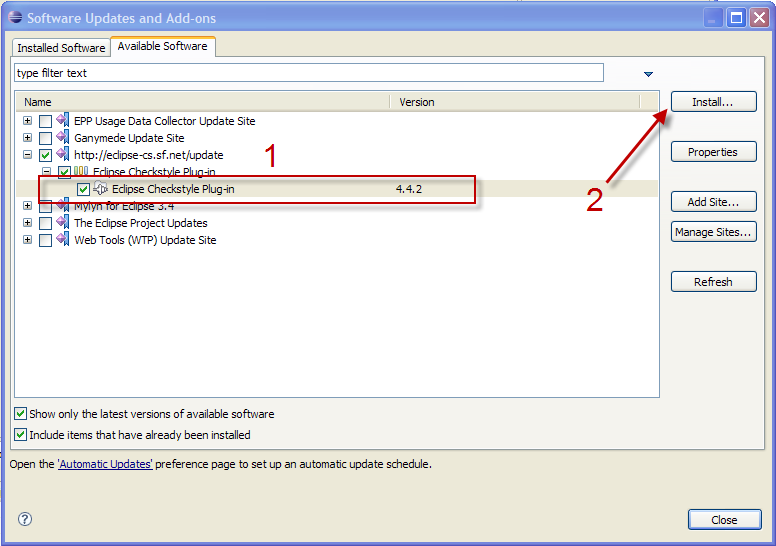 Software Updates and Add-ons
Installed Software
Available Software
type filter text
Name Version
Install...
EPP Usage Data Collector Update Site
Ganymede Update Site
http://eclipse-cs.sf.net/update
1
Properties
Eclipse Checkstyle Plug-in
Eclipse Checkstyle Plug-in 4.4.2
2
Add Site...
Mylyn for Eclipse 3.4
The Eclipse Project Updates
Manage Sites...
Web Tools (WTP) Update Site
Refresh
Show only the latest versions of available software
Include items that have already been installed
Open the 'Automatic Updates' preference page to set up an automatic update schedule.
?
Close